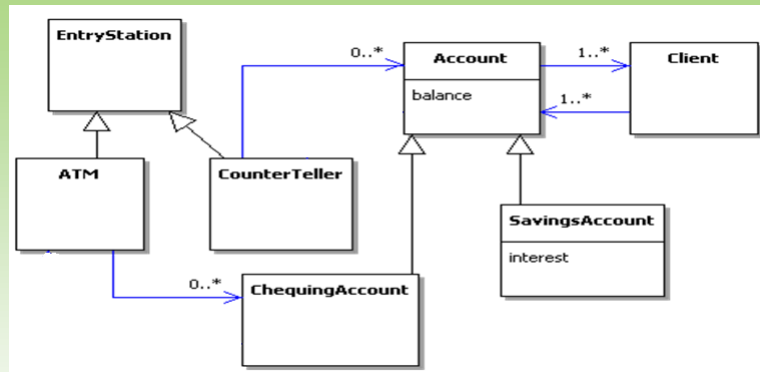 EntryStation
0..*
Account
1..*
Client
balance
1..*
ATM
CounterTeller
SavingsAccount
interest
0..*
ChequingAccount